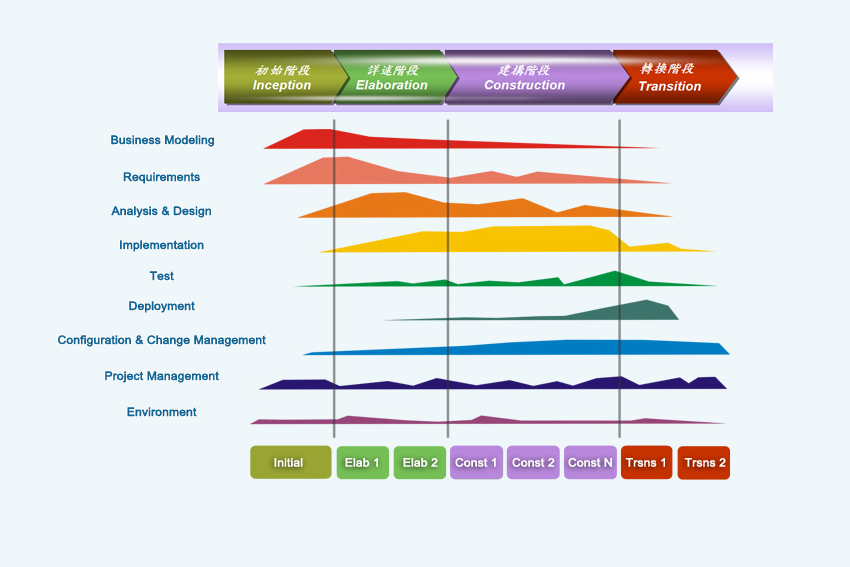 初始階段
Inception
詳述階段
Elaboration
建構階段
Construction
轉換階段
Transition
Business Modeling
Requirements
Analysis & Design
Implementation
Test
Deployment
Configuration & Change Management
Project Management
Environment
Initial
Elab 1
Elab 2
Const 1
Const 2
Const N
Trsns 1
Trsns 2